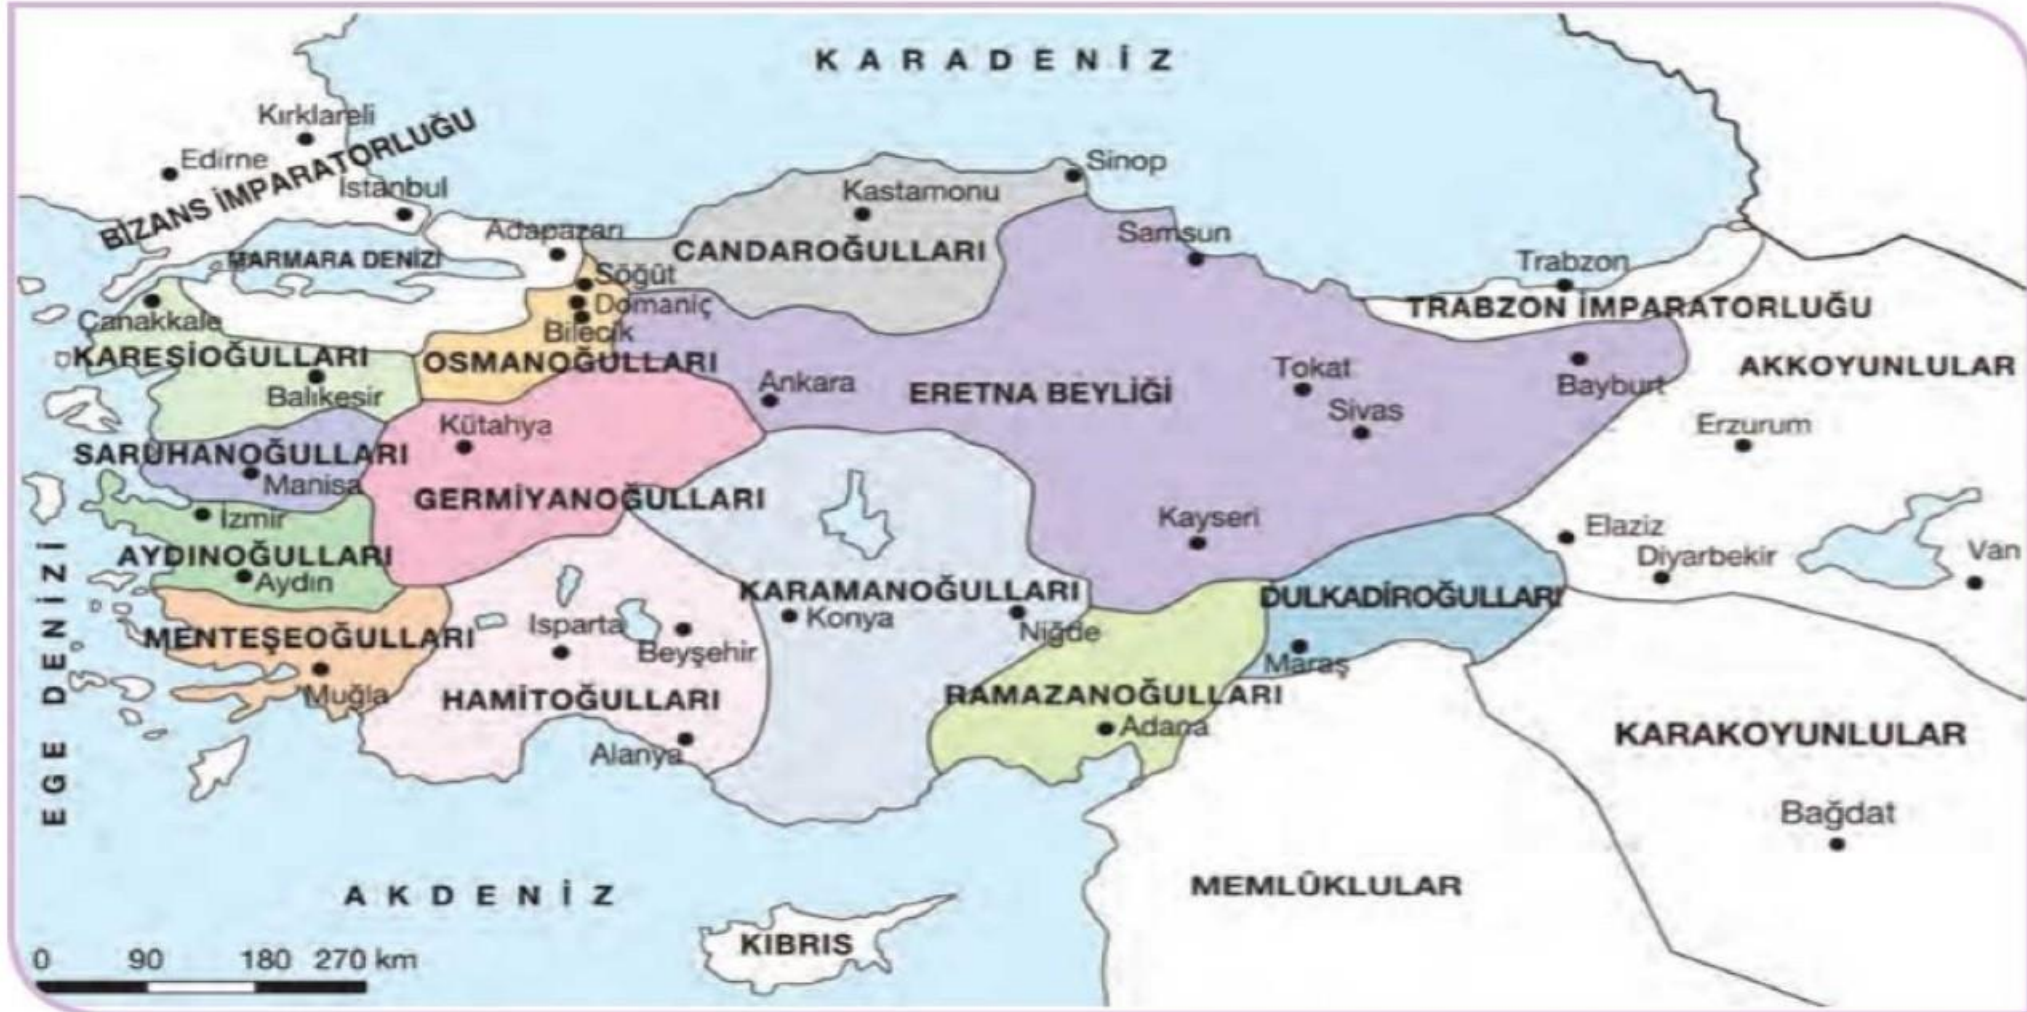 KARADENİZ
Kırklareli
Edirne
BİZANS İMPARATORLUĞU
İstanbul
Sinop
Kastamonu
Adapazarı
MARMARA DENİZİ
CANDAROĞULLARI
Samsun
Söğüt
Trabzon
Domaniç
TRABZON İMPARATORLUĞU
Çanakkale
Bilecik
KARESİOĞULLARI
OSMANOĞULLARI
Tokat
AKKOYUNLULAR
Balıkesir
Ankara
ERETNA BEYLİĞİ
Bayburt
Sivas
Kütahya
Erzurum
SARUHANOĞULLARI
Manisa
GERMİYANOĞULLARI
İzmir
Kayseri
Elaziz
AYDINOĞULLARI
Diyarbekir
Van
Aydın
KARAMANOĞULLARI
DULKADİROĞULLARI
Isparta
Konya
MENTEŞEOĞULLARI
Niğde
Beyşehir
Maraş
Muğla
HAMİTOĞULLARI
RAMAZANOĞULLARI
Adana
KARAKOYUNLULAR
EGE DENİZİ
Alanya
Bağdat
MEMLÛKLULAR
AKDENİZ
KIBRIS
0 90 180 270 km